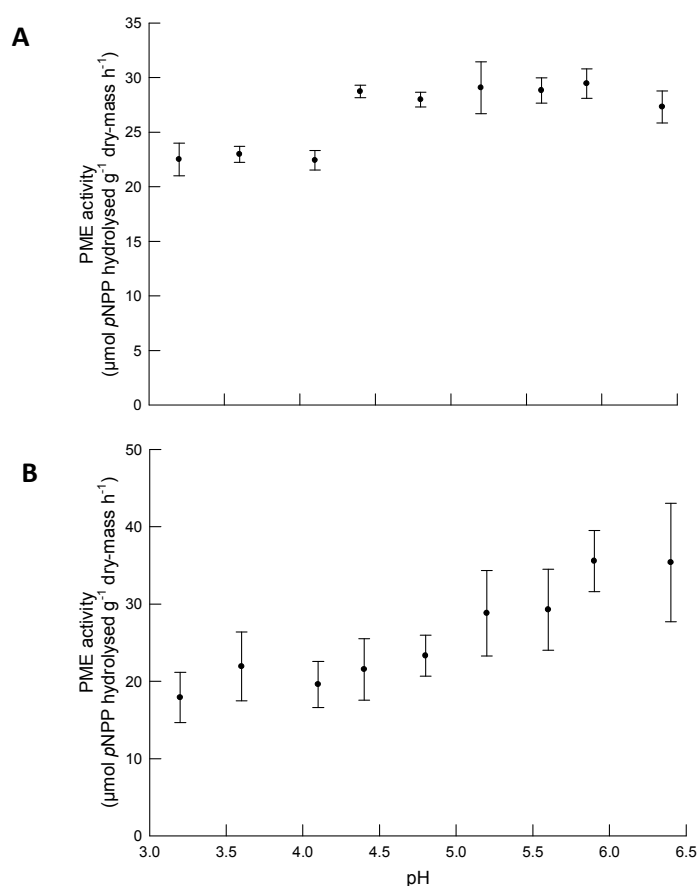 A
PME activity
(µmol pNPP hydrolysed g⁻¹ dry-mass h⁻¹)
35
30
25
20
15
10
5
0
B
PME activity
(µmol pNPP hydrolysed g⁻¹ dry-mass h⁻¹)
50
40
30
20
10
0
3.0 3.5 4.0 4.5 5.0 5.5 6.0 6.5
pH